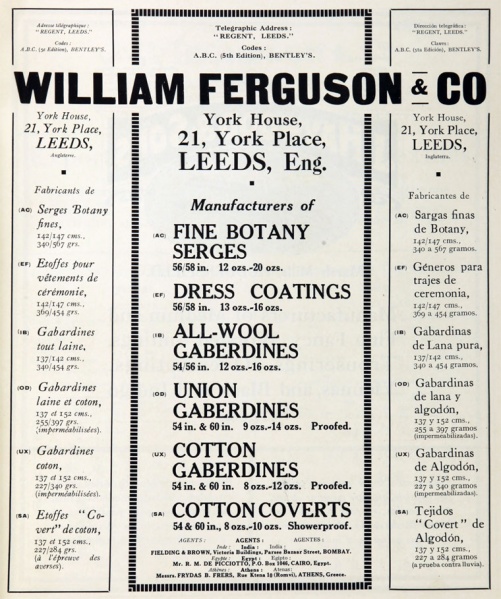 Adresse télégraphique :
"REGENT, LEEDS."
Codes :
A.B.C. (5e Edition), BENTLEY'S.
Telegraphic Address :
"REGENT, LEEDS."
Codes :
A.B.C. (5th Edition), BENTLEY'S.
Dirección telegráfica :
"REGENT, LEEDS."
Claves :
A.B.C. (5ta Edición), BENTLEY'S.
WILLIAM FERGUSON & CO
York House,
21, York Place,
LEEDS,
Angleterre.
Fabricants de
(AC) Serges Botany
fines,
142/147 cms.,
340/567 grs.
(EF) Etoffes pour
vêtements de
cérémonie,
142/147 cms.,
369/454 grs.
(IB) Gabardines
tout laine,
137/142 cms.,
340/454 grs.
(OD) Gabardines
laine et coton,
137 et 152 cms.,
255/397 grs.
(imperméabilisées).
(UX) Gabardines
coton,
137 et 152 cms.,
227/340 grs.
(imperméabilisées).
(SA) Etoffes "Co-
vert" de coton,
137 et 152 cms.,
227/284 grs.
(à l'épreuve des
averses).
York House,
21, York Place,
LEEDS, Eng.
Manufacturers of
(AC) FINE BOTANY
SERGES
56/58 in. 12 ozs.-20 ozs.
(EF) DRESS COATINGS
56/58 in. 13 ozs.-16 ozs.
(IB) ALL-WOOL
GABERDINES
54/56 in. 12 ozs.-16 ozs.
(OD) UNION
GABERDINES
54 in. & 60 in. 9 ozs.-14 ozs. Proofed.
(UX) COTTON
GABERDINES
54 in. & 60 in. 8 ozs.-12 ozs. Proofed.
(SA) COTTON COVERTS
54 & 60 in., 8 ozs.-10 ozs. Showerproof.
AGENTS : AGENTS : AGENTES :
Inde : India : India :
FIELDING & BROWN, Victoria Buildings, Parsee Bazaar Street, BOMBAY.
Egypte : Egypt : Egipto :
Mr. R. M. DE PICCIOTTO, P.O. Box 1046, CAIRO, Egypt.
Athènes : Athens : Atenas :
Messrs. FRYDAS B. FRERS, Rue Ktena 1β (Romvi), ATHENS, Greece.
York House,
21, York Place,
LEEDS,
Inglaterra.
Fabricantes de
(AC) Sargas finas
de Botany,
142/147 cms.,
340 a 567 gramos.
(EF) Géneros para
trajes de
ceremonia,
142/147 cms.,
369 a 454 gramos.
(IB) Gabardinas
de Lana pura,
137/142 cms.,
340 a 454 gramos.
(OD) Gabardinas
de lana y
algodón,
137 y 152 cms.,
255 a 397 gramos
(impermeabilizadas).
(UX) Gabardinas
de Algodón,
137 y 152 cms.,
227 a 340 gramos
(impermeabilizadas).
(SA) Tejidos
"Covert" de
Algodón,
137 y 152 cms.,
227 a 284 gramos
(a prueba contra lluvia).